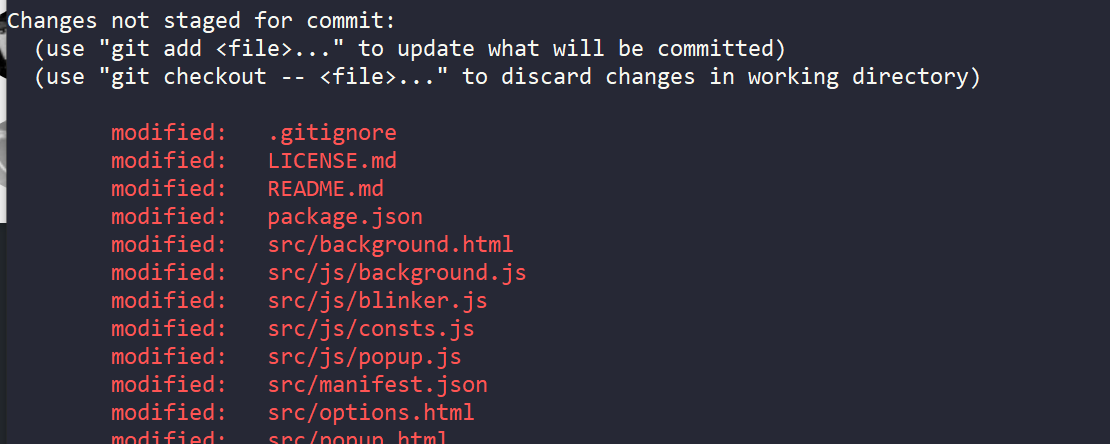 Changes not staged for commit:
(use "git add <file>..." to update what will be committed)
(use "git checkout -- <file>..." to discard changes in working directory)
modified: .gitignore
modified: LICENSE.md
modified: README.md
modified: package.json
modified: src/background.html
modified: src/js/background.js
modified: src/js/blinker.js
modified: src/js/consts.js
modified: src/js/popup.js
modified: src/manifest.json
modified: src/options.html
modified: src/popup.html